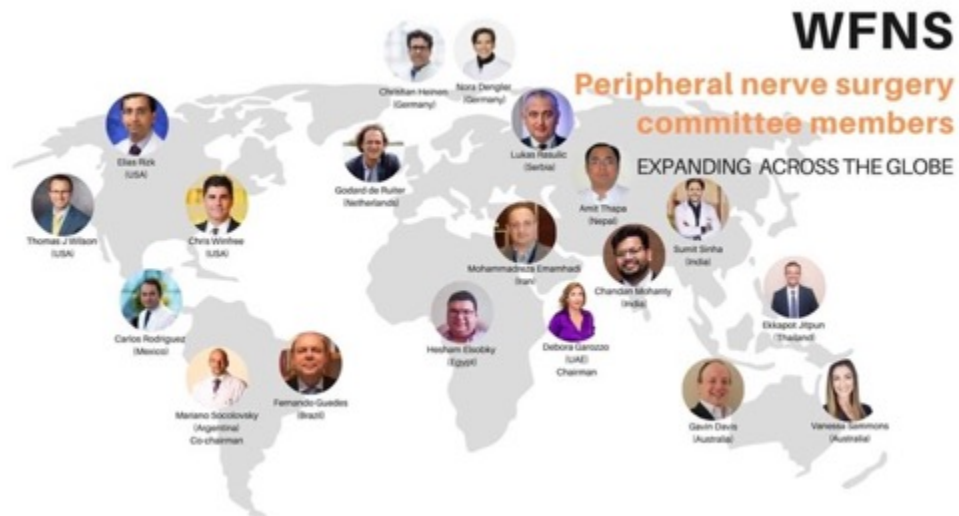 WFNS
Peripheral nerve surgery
committee members
EXPANDING ACROSS THE GLOBE
Christian Heinen
(Germany)
Nora Dengler
(Germany)
Elias Rizk
(USA)
Lukas Rasulic
(Serbia)
Godard de Ruiter
(Netherlands)
Amit Thapa
(Nepal)
Thomas J Wilson
(USA)
Chris Winfree
(USA)
Sumit Sinha
(India)
Mohammadreza Emamhadi
(Iran)
Chandan Mohanty
(India)
Carlos Rodriguez
(Mexico)
Hesham Elsobky
(Egypt)
Debora Garozzo
(UAE)
Chairman
Ekkapot Jitpun
(Thailand)
Mariano Socolovsky
(Argentina)
Co-chairman
Fernando Guedes
(Brazil)
Gavin Davis
(Australia)
Vanessa Sammons
(Australia)